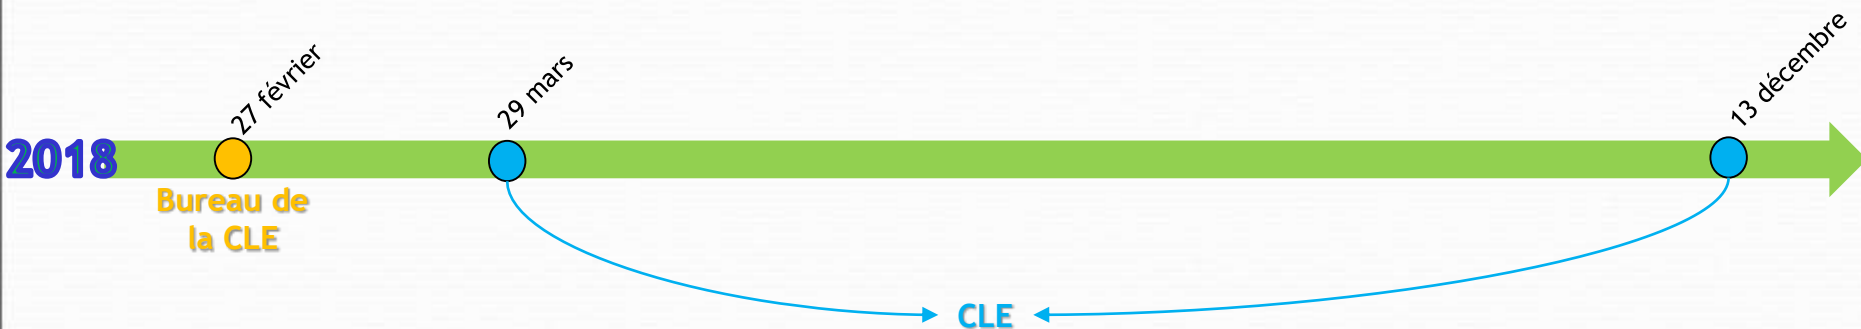 27 février
29 mars
13 décembre
2018
Bureau de
la CLE
CLE